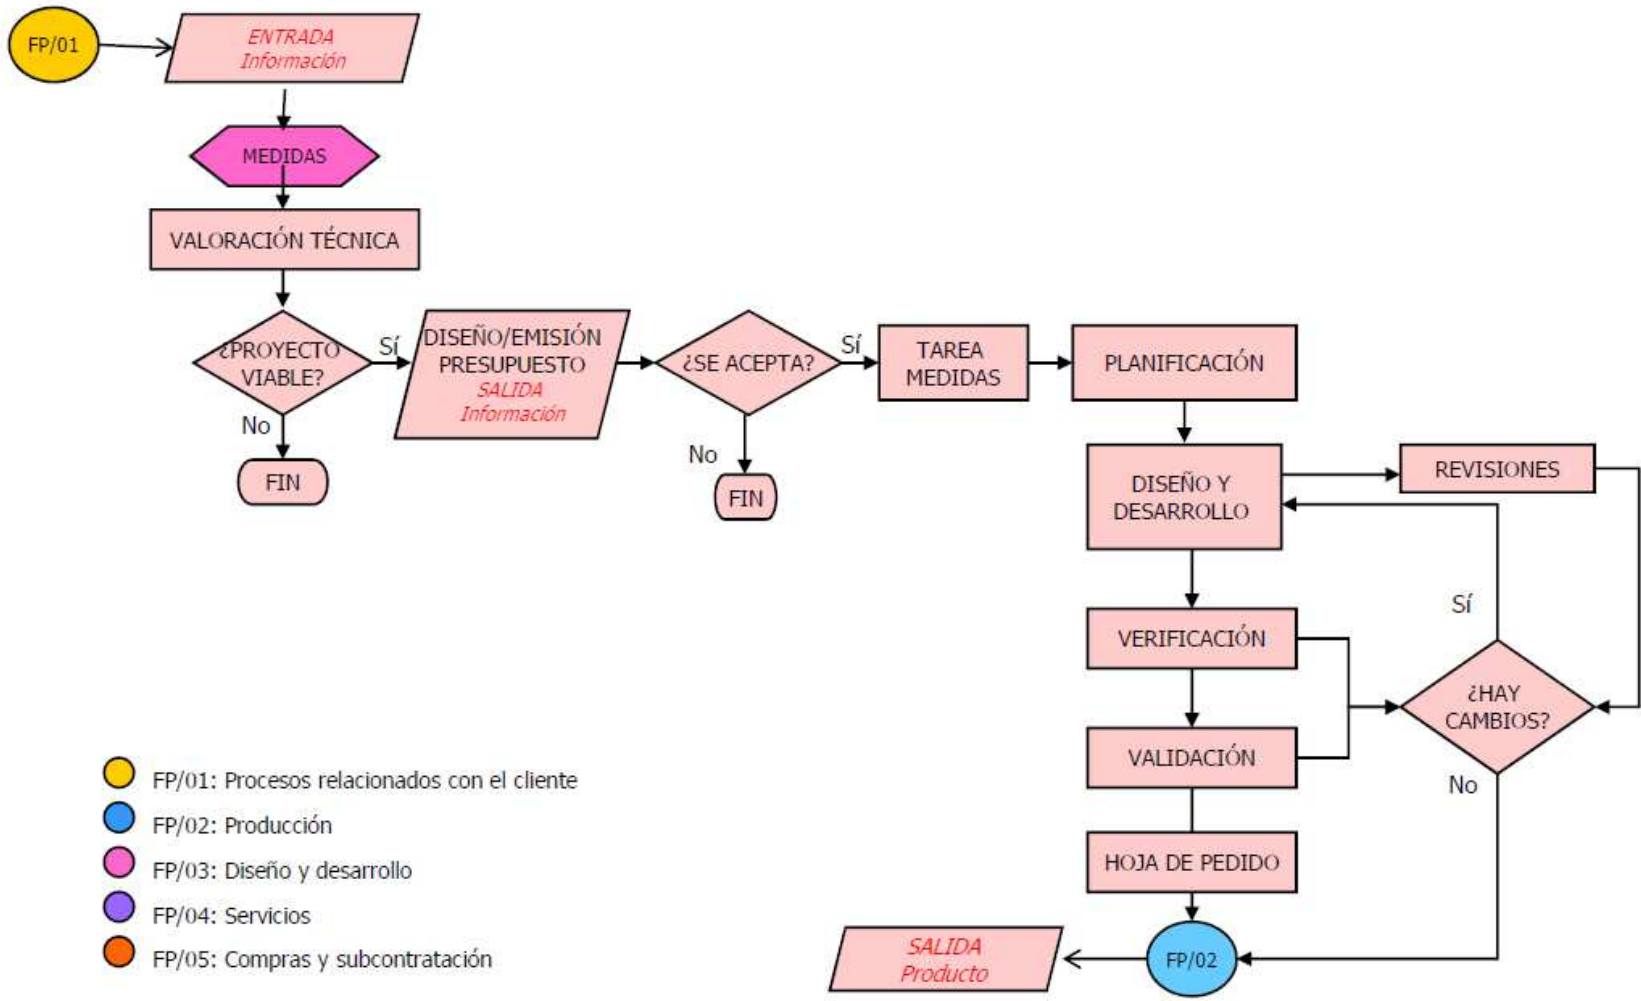 FP/01
ENTRADA
Información
MEDIDAS
VALORACIÓN TÉCNICA
¿PROYECTO
VIABLE?
Sí
No
FIN
DISEÑO/EMISIÓN
PRESUPUESTO
SALIDA
Información
¿SE ACEPTA?
Sí
No
FIN
TAREA
MEDIDAS
PLANIFICACIÓN
DISEÑO Y
DESARROLLO
REVISIONES
VERIFICACIÓN
VALIDACIÓN
Sí
¿HAY
CAMBIOS?
No
HOJA DE PEDIDO
FP/02
SALIDA
Producto
FP/01: Procesos relacionados con el cliente
FP/02: Producción
FP/03: Diseño y desarrollo
FP/04: Servicios
FP/05: Compras y subcontratación